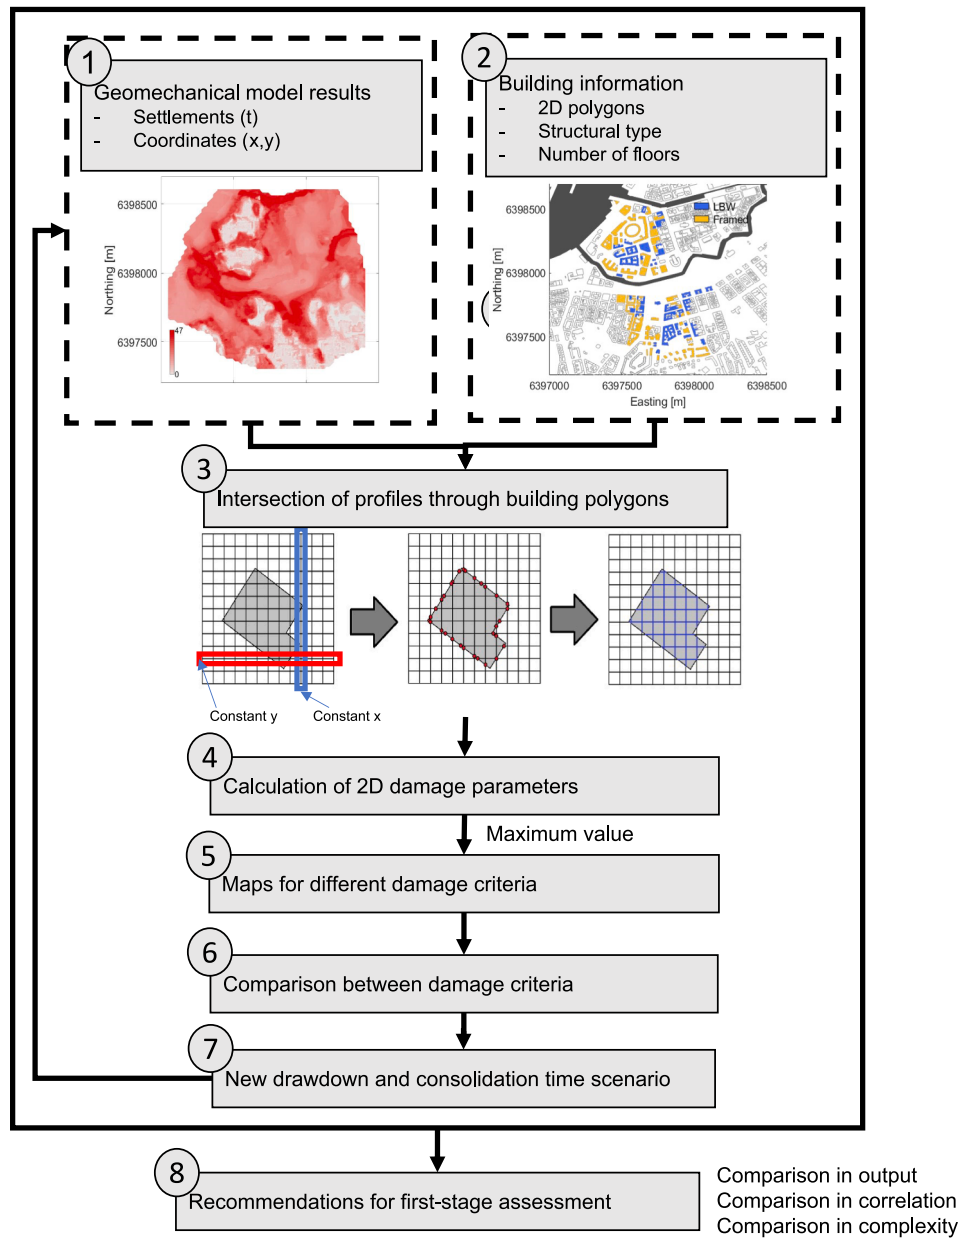 1
Geomechanical model results
- Settlements (t)
- Coordinates (x,y)
6398500
6398000
6397500
Northing [m]
47
0
2
Building information
- 2D polygons
- Structural type
- Number of floors
6398500
6398000
6397500
Northing [m]
LBW
Framed
6397000 6397500 6398000 6398500
Easting [m]
3
Intersection of profiles through building polygons
Constant y
Constant x
4
Calculation of 2D damage parameters
Maximum value
5
Maps for different damage criteria
6
Comparison between damage criteria
7
New drawdown and consolidation time scenario
8
Recommendations for first-stage assessment
Comparison in output
Comparison in correlation
Comparison in complexity